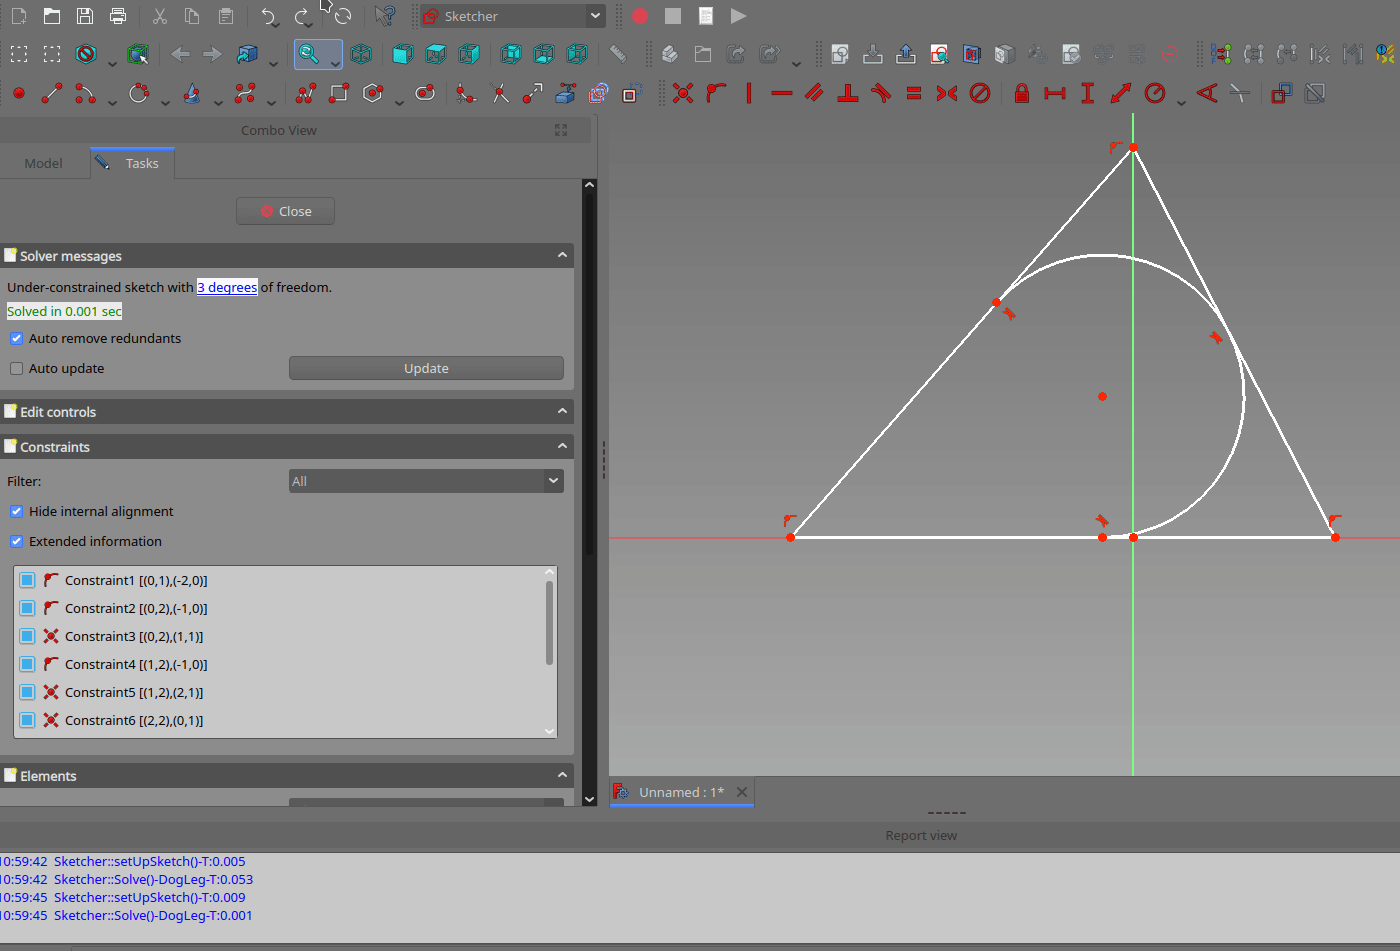 Sketcher
Combo View
Model
Tasks
Close
Solver messages
Under-constrained sketch with 3 degrees of freedom.
Solved in 0.001 sec
Auto remove redundants
Auto update
Update
Edit controls
Constraints
Filter:
All
Hide internal alignment
Extended information
Constraint1 [(0,1),(-2,0)]
Constraint2 [(0,2),(-1,0)]
Constraint3 [(0,2),(1,1)]
Constraint4 [(1,2),(-1,0)]
Constraint5 [(1,2),(2,1)]
Constraint6 [(2,2),(0,1)]
Elements
Unnamed : 1*
Report view
10:59:42 Sketcher::setUpSketch()-T:0.005
10:59:42 Sketcher::Solve()-DogLeg-T:0.053
10:59:45 Sketcher::setUpSketch()-T:0.009
10:59:45 Sketcher::Solve()-DogLeg-T:0.001